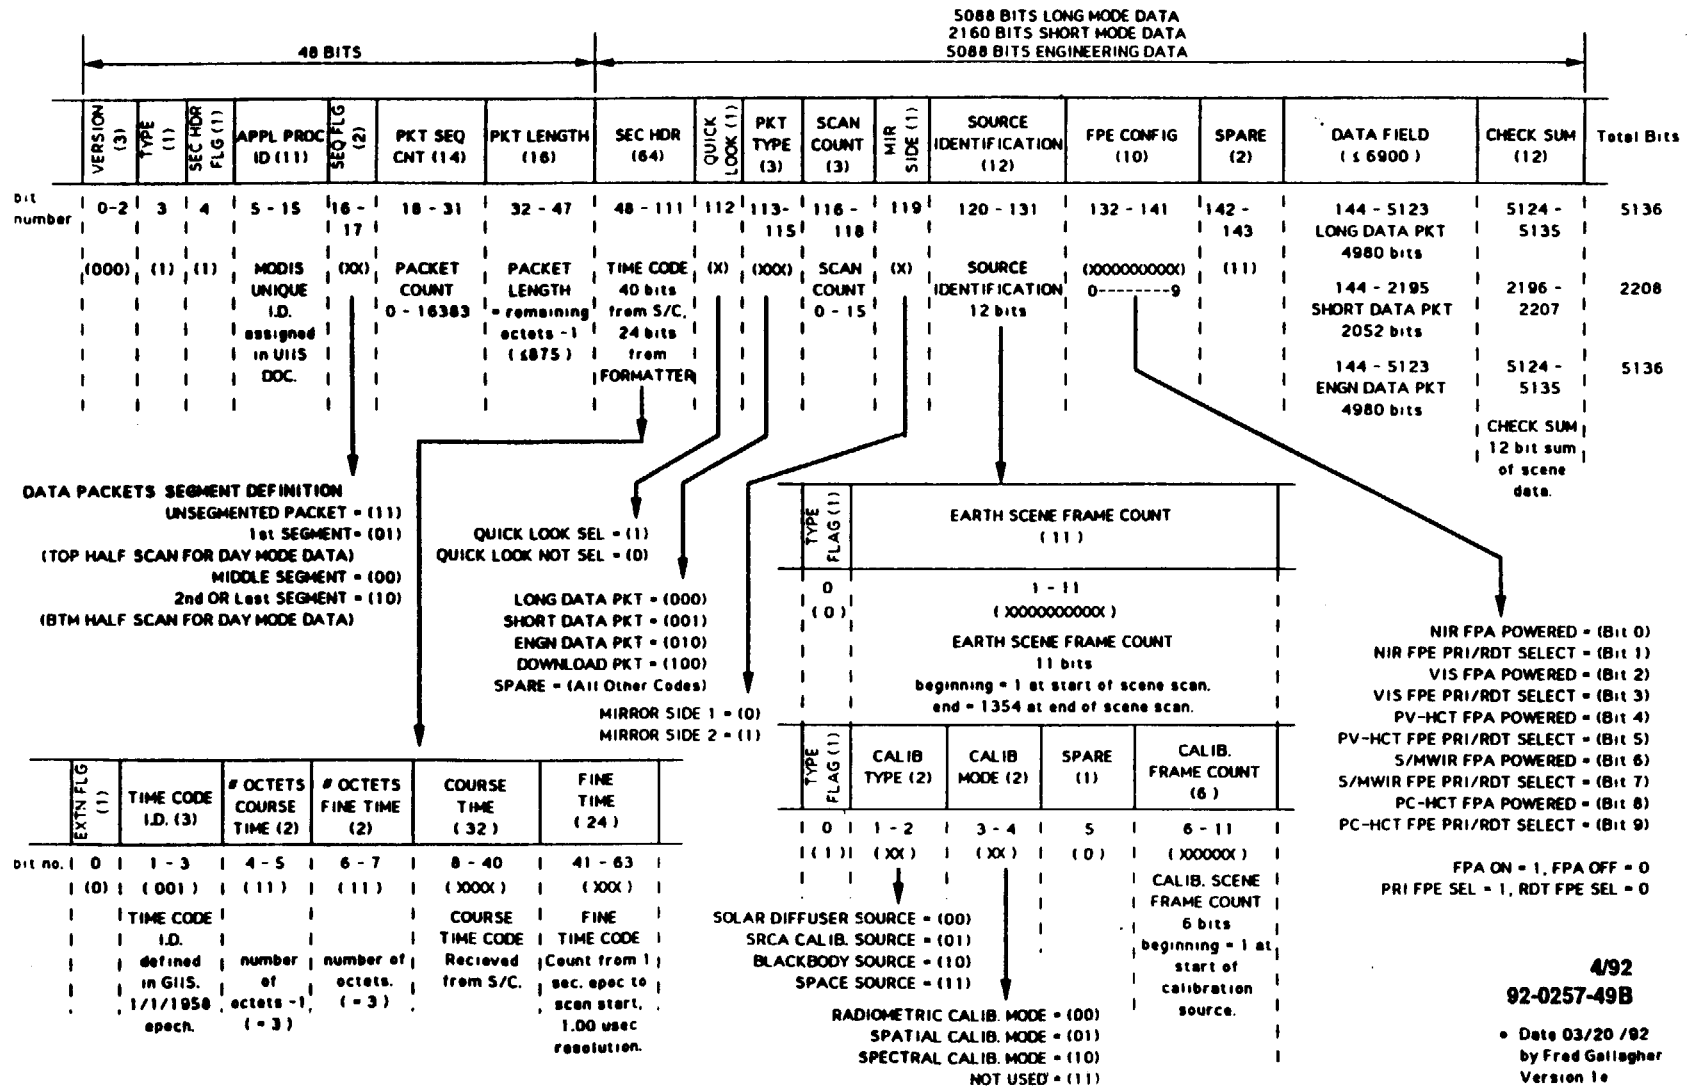 5088 BITS LONG MODE DATA
2160 BITS SHORT MODE DATA
48 BITS
5088 BITS ENGINEERING DATA
VERSION (3)
TYPE (1)
SEC HDR FLG (1)
APPL PROC ID (11)
SEQ FLG (2)
PKT SEQ CNT (14)
PKT LENGTH (16)
SEC HDR (64)
QUICK LOOK (1)
PKT TYPE (3)
SCAN COUNT (3)
MIR SIDE (1)
SOURCE IDENTIFICATION (12)
FPE CONFIG (10)
SPARE (2)
DATA FIELD (≤ 6900)
CHECK SUM (12)
Total Bits
bit number
0-2
3
4
5 - 15
16 - 17
18 - 31
32 - 47
48 - 111
112
113- 115
116 - 118
119
120 - 131
132 - 141
142 - 143
144 - 5123
LONG DATA PKT
4980 bits
5124 - 5135
5136
(000)
(1)
(1)
MODIS
UNIQUE
I.D.
assigned
in UIIS
DOC.
(XX)
PACKET
COUNT
0 - 16383
PACKET
LENGTH
= remaining
octets -1
(≤875)
TIME CODE
40 bits
from S/C,
24 bits
from
FORMATTER
(X)
(XXX)
SCAN
COUNT
0 - 15
(X)
SOURCE
IDENTIFICATION
12 bits
(XXXXXXXXXX)
0--------9
(11)
144 - 2195
SHORT DATA PKT
2052 bits
2196 - 2207
2208
144 - 5123
ENGN DATA PKT
4980 bits
5124 - 5135
5136
CHECK SUM
12 bit sum
of scene
data.
DATA PACKETS SEGMENT DEFINITION
UNSEGMENTED PACKET = (11)
1st SEGMENT= (01)
(TOP HALF SCAN FOR DAY MODE DATA)
MIDDLE SEGMENT = (00)
2nd OR Last SEGMENT = (10)
(BTM HALF SCAN FOR DAY MODE DATA)
QUICK LOOK SEL = (1)
QUICK LOOK NOT SEL = (0)
LONG DATA PKT = (000)
SHORT DATA PKT = (001)
ENGN DATA PKT = (010)
DOWNLOAD PKT = (100)
SPARE = (All Other Codes)
MIRROR SIDE 1 = (0)
MIRROR SIDE 2 = (1)
TYPE FLAG (1)
EARTH SCENE FRAME COUNT
(11)
0
(0)
1 - 11
(XXXXXXXXXXX)
EARTH SCENE FRAME COUNT
11 bits
beginning = 1 at start of scene scan.
end = 1354 at end of scene scan.
TYPE FLAG (1)
CALIB TYPE (2)
CALIB MODE (2)
SPARE (1)
CALIB. FRAME COUNT (6)
0
1 - 2
3 - 4
5
6 - 11
(1)
(XX)
(XX)
(0)
(XXXXXX)
CALIB. SCENE
FRAME COUNT
6 bits
beginning = 1 at
start of
calibration
source.
SOLAR DIFFUSER SOURCE = (00)
SRCA CALIB. SOURCE = (01)
BLACKBODY SOURCE = (10)
SPACE SOURCE = (11)
RADIOMETRIC CALIB. MODE = (00)
SPATIAL CALIB. MODE = (01)
SPECTRAL CALIB. MODE = (10)
NOT USED = (11)
NIR FPA POWERED = (Bit 0)
NIR FPE PRI/RDT SELECT = (Bit 1)
VIS FPA POWERED = (Bit 2)
VIS FPE PRI/RDT SELECT = (Bit 3)
PV-HCT FPA POWERED = (Bit 4)
PV-HCT FPE PRI/RDT SELECT = (Bit 5)
S/MWIR FPA POWERED = (Bit 6)
S/MWIR FPE PRI/RDT SELECT = (Bit 7)
PC-HCT FPA POWERED = (Bit 8)
PC-HCT FPE PRI/RDT SELECT = (Bit 9)
FPA ON = 1, FPA OFF = 0
PRI FPE SEL = 1, RDT FPE SEL = 0
EXTN FLG (1)
TIME CODE I.D. (3)
# OCTETS COURSE TIME (2)
# OCTETS FINE TIME (2)
COURSE TIME (32)
FINE TIME (24)
bit no.
0
1 - 3
4 - 5
6 - 7
8 - 40
41 - 63
(0)
(001)
(11)
(11)
(XXXX)
(XXX)
TIME CODE
I.D.
defined
in GIIS.
1/1/1958
epoch.
number
of
octets -1,
( = 3 )
number of
octets.
( = 3 )
COURSE
TIME CODE
Recieved
from S/C.
FINE
TIME CODE
Count from 1
sec. epoc to
scan start,
1.00 usec
resolution.
4/92
92-0257-49B
• Date 03/20 /92
by Fred Gallagher
Version 1e